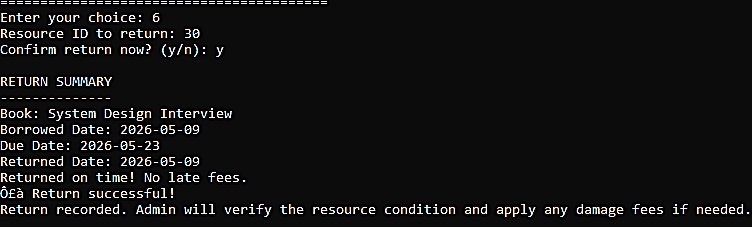 =========================================
Enter your choice: 6
Resource ID to return: 30
Confirm return now? (y/n): y
RETURN SUMMARY
--------------
Book: System Design Interview
Borrowed Date: 2026-05-09
Due Date: 2026-05-23
Returned Date: 2026-05-09
Returned on time! No late fees.
Ô£à Return successful!
Return recorded. Admin will verify the resource condition and apply any damage fees if needed.